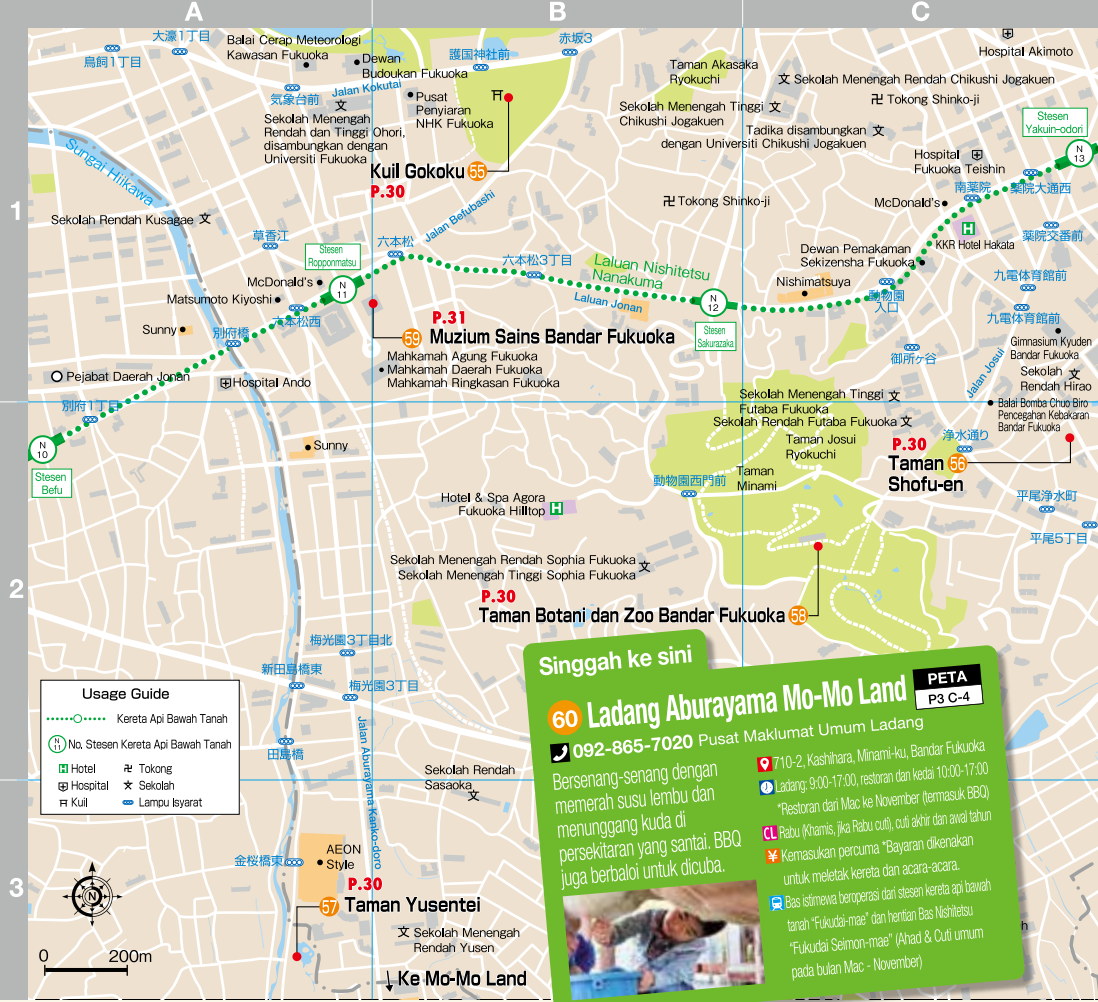 A
B
C
1
2
3
大濠1丁目
鳥飼1丁目
Balai Cerap Meteorologi
Kawasan Fukuoka
Dewan
Budoukan Fukuoka
護国神社前
赤坂3
気象台前
Jalan Kokutai
Pusat
Penyiaran
NHK Fukuoka
Sekolah Menengah
Rendah dan Tinggi Ohori,
disambungkan dengan
Universiti Fukuoka
Kuil Gokoku 55
P.30
Taman Akasaka
Ryokuchi
Hospital Akimoto
Sekolah Menengah Rendah Chikushi Jogakuen
Tokong Shinko-ji
Sekolah Menengah Tinggi
Chikushi Jogakuen
Tadika disambungkan
dengan Universiti Chikushi Jogakuen
Stesen
Yakuin-odori
N
13
Hospital
Fukuoka Teishin
南薬院
薬院大通西
McDonald's
Tokong Shinko-ji
KKR Hotel Hakata
薬院交番前
Sungai Hiikawa
Sekolah Rendah Kusagae
草香江
Jalan Befubashi
六本松
Stesen
Ropponmatsu
N
11
六本松3丁目
Laluan Nishitetsu
Nanakuma
Laluan Jonan
Dewan Pemakaman
Sekizensha Fukuoka
Nishimatsuya
動物園
入口
九電体育館前
九電体育館前
N
12
Stesen
Sakurazaka
McDonald's
Matsumoto Kiyoshi
六本松西
Sunny
別府橋
P.31
59 Muzium Sains Bandar Fukuoka
Mahkamah Agung Fukuoka
Mahkamah Daerah Fukuoka
Mahkamah Ringkasan Fukuoka
Gimnasium Kyuden
Bandar Fukuoka
御所ヶ谷
Jalan Josui
Sekolah
Rendah Hirao
Pejabat Daerah Jonan
Hospital Ando
別府1丁目
N
10
Stesen
Befu
Sunny
Sekolah Menengah Tinggi
Futaba Fukuoka
Sekolah Rendah Futaba Fukuoka
Balai Bomba Chuo Biro
Pencegahan Kebakaran
Bandar Fukuoka
Taman Josui
Ryokuchi
Taman
Minami
浄水通り
P.30
Taman 56
Shofu-en
動物園西門前
平尾浄水町
平尾5丁目
Hotel & Spa Agora
Fukuoka Hilltop
Sekolah Menengah Rendah Sophia Fukuoka
Sekolah Menengah Tinggi Sophia Fukuoka
P.30
Taman Botani dan Zoo Bandar Fukuoka 58
梅光園3丁目北
新田島橋東
梅光園3丁目
田島橋
Jalan Aburayama Kanko-doro
Usage Guide
Kereta Api Bawah Tanah
N
11
No. Stesen Kereta Api Bawah Tanah
H Hotel
Tokong
Hospital
Sekolah
Kuil
Lampu Isyarat
Sekolah Rendah
Sasaoka
金桜橋東
AEON
Style
P.30
57 Taman Yusentei
Sekolah Menengah
Rendah Yusen
Ke Mo-Mo Land
N
0
200m
Singgah ke sini
60 Ladang Aburayama Mo-Mo Land
PETA
P3 C-4
092-865-7020 Pusat Maklumat Umum Ladang
Bersenang-senang dengan
memerah susu lembu dan
menunggang kuda di
persekitaran yang santai. BBQ
juga berbaloi untuk dicuba.
710-2, Kashihara, Minami-ku, Bandar Fukuoka
Ladang: 9:00-17:00, restoran dan kedai 10:00-17:00
*Restoran dari Mac ke November (termasuk BBQ)
CL Rabu (Khamis, jika Rabu cuti), cuti akhir dan awal tahun
¥ Kemasukan percuma *Bayaran dikenakan
untuk meletak kereta dan acara-acara.
Bas istimewa beroperasi dari stesen kereta api bawah
tanah "Fukudai-mae" dan hentian Bas Nishitetsu
"Fukudai Seimon-mae" (Ahad & Cuti umum
pada bulan Mac - November)